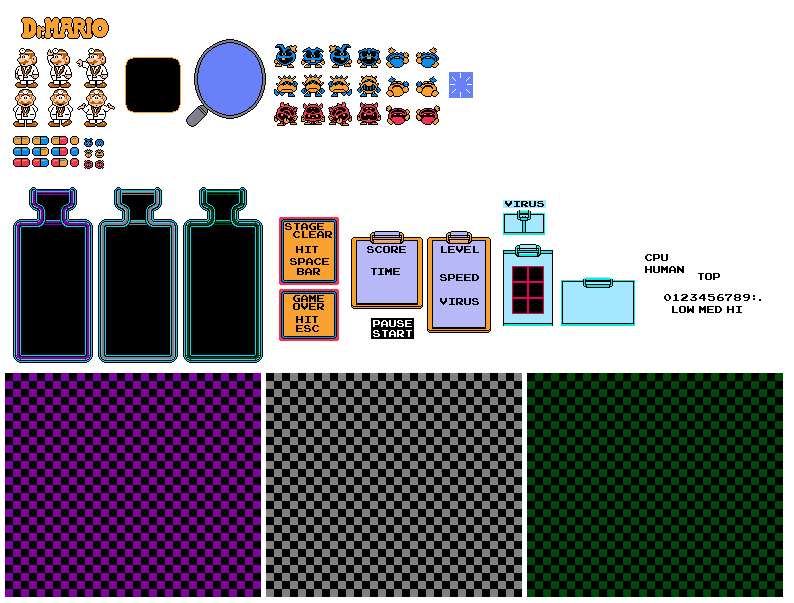 Dr.MARIO
VIRUS
STAGE
CLEAR
HIT
SPACE
BAR
GAME
OVER
HIT
ESC
SCORE
TIME
PAUSE
START
LEVEL
SPEED
VIRUS
CPU
HUMAN
TOP
0123456789:.
LOW MED HI